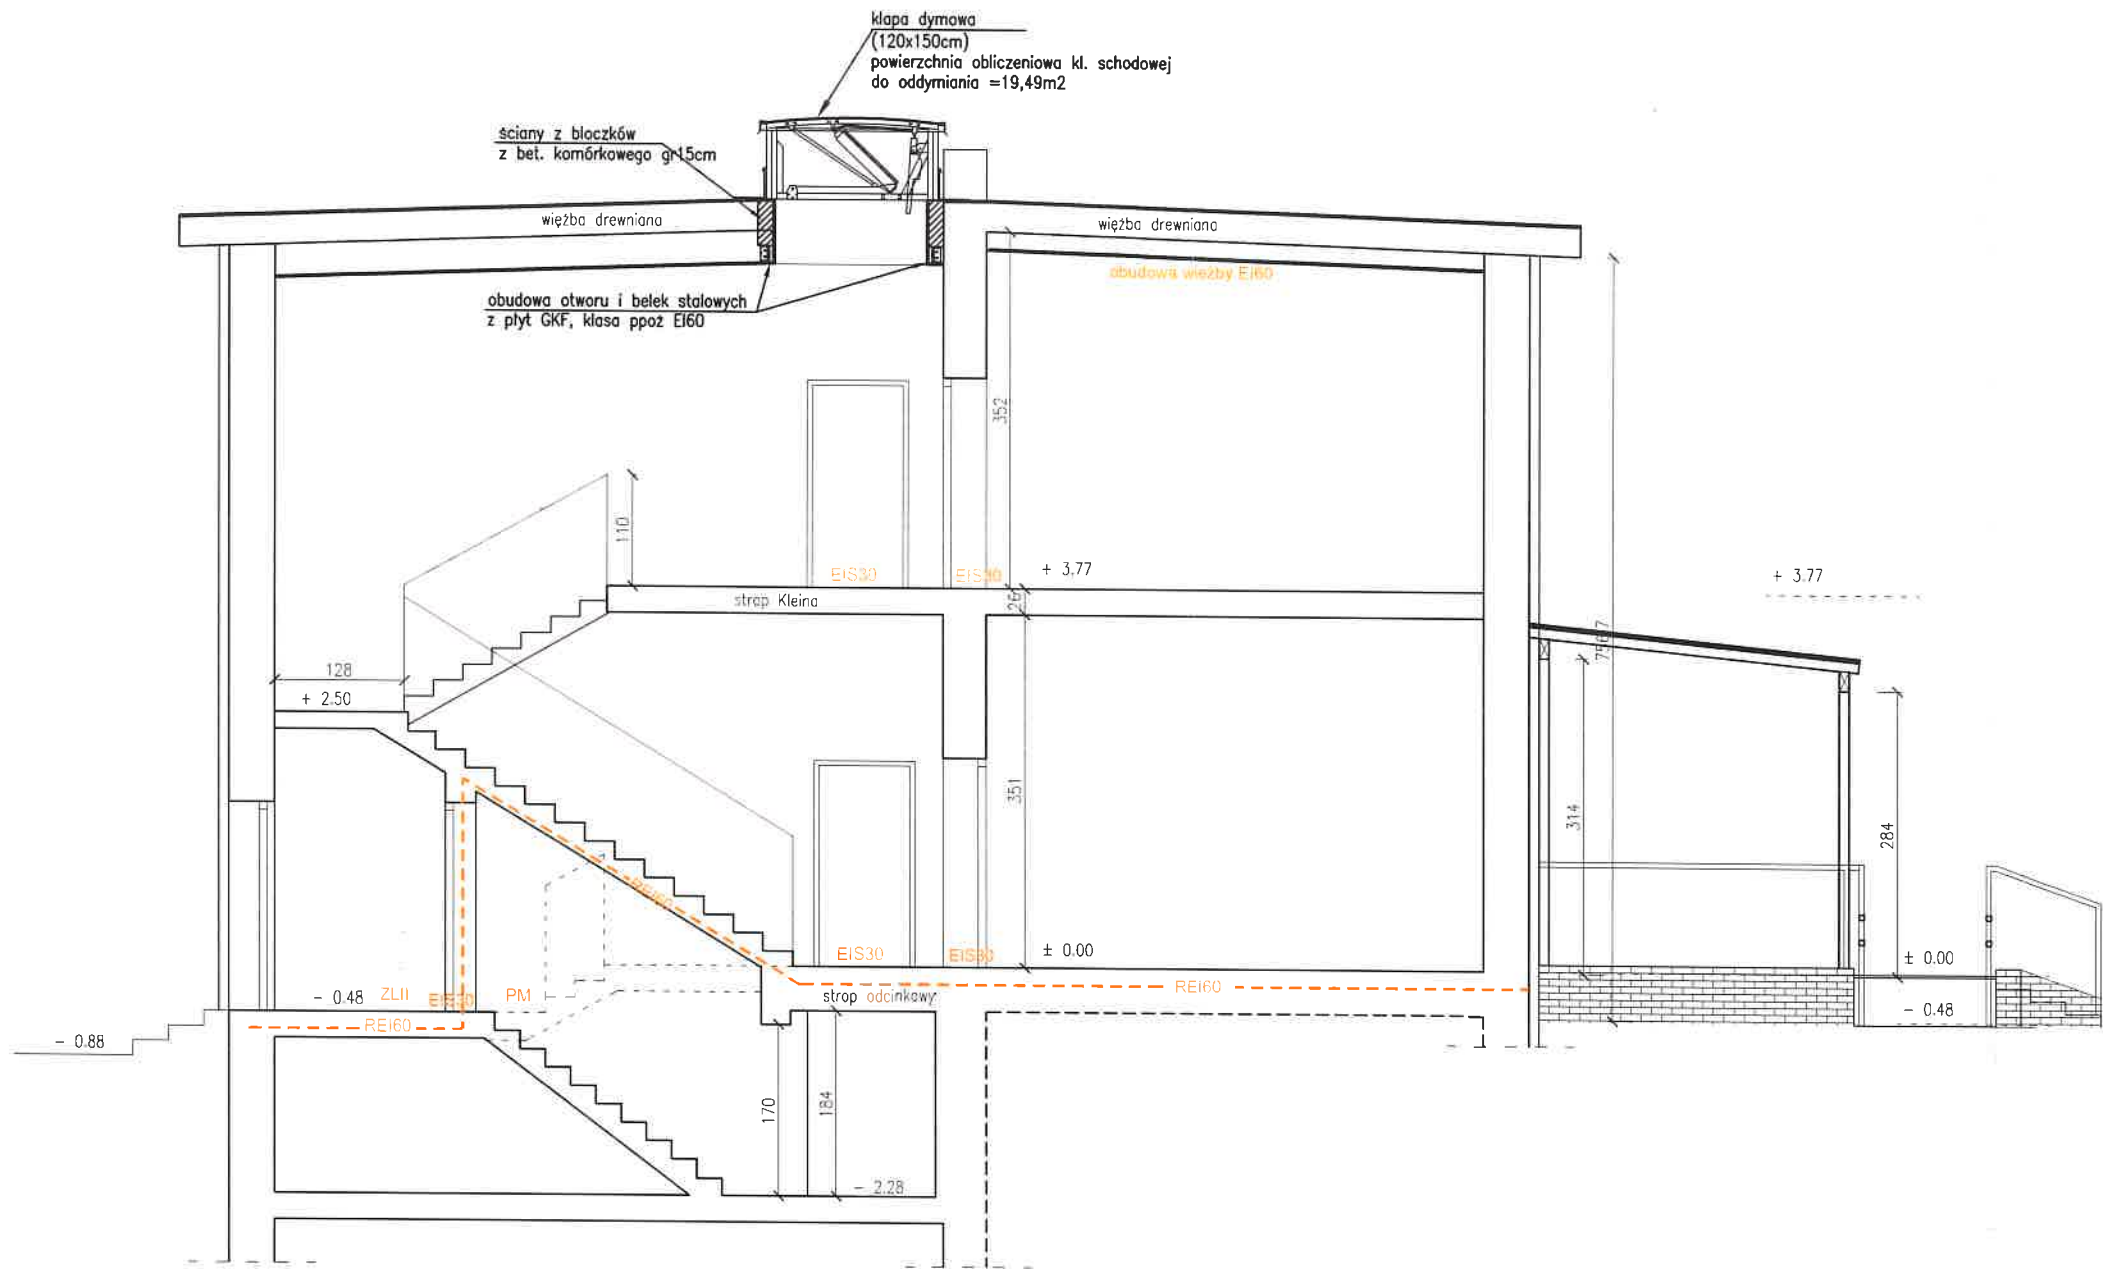 klapa dymowa
(120x150cm)
powierzchnia obliczeniowa kl. schodowej
do oddymiania =19,49m2
ściany z bloczków
z bet. komórkowego gr15cm
więźba drewniana
więźba drewniana
obudowa więźby EI60
obudowa otworu i belek stalowych
z płyt GKF, klasa ppoż EI60
352
110
EIS30
EIS30
+ 3.77
+ 3.77
strop Kleina
26
128
+ 2.50
351
314
284
REI60
EIS30
EIS30
± 0.00
± 0.00
- 0.48
ZLII
EIS30
PM
strop odcinkowy
REI60
- 0.48
REI60
- 0.88
170
184
- 2.28